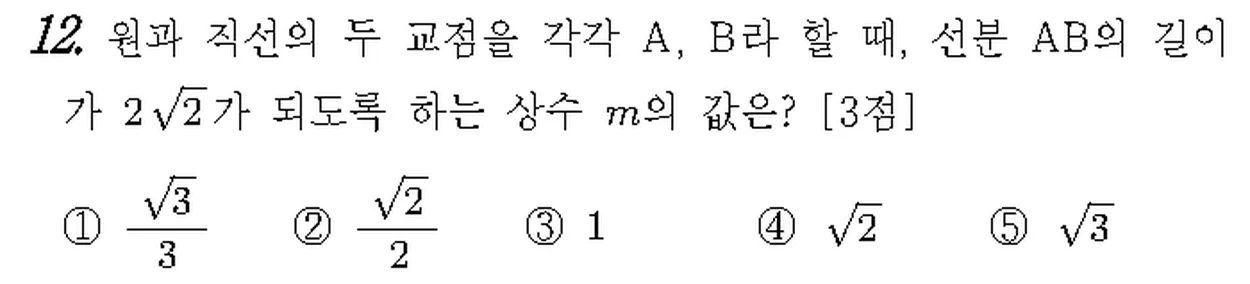 12. 원과 직선의 두 교점을 각각 A, B라 할 때, 선분 AB의 길이
가 2√2가 되도록 하는 상수 m의 값은? [3점]
① √3/3 ② √2/2 ③ 1 ④ √2 ⑤ √3